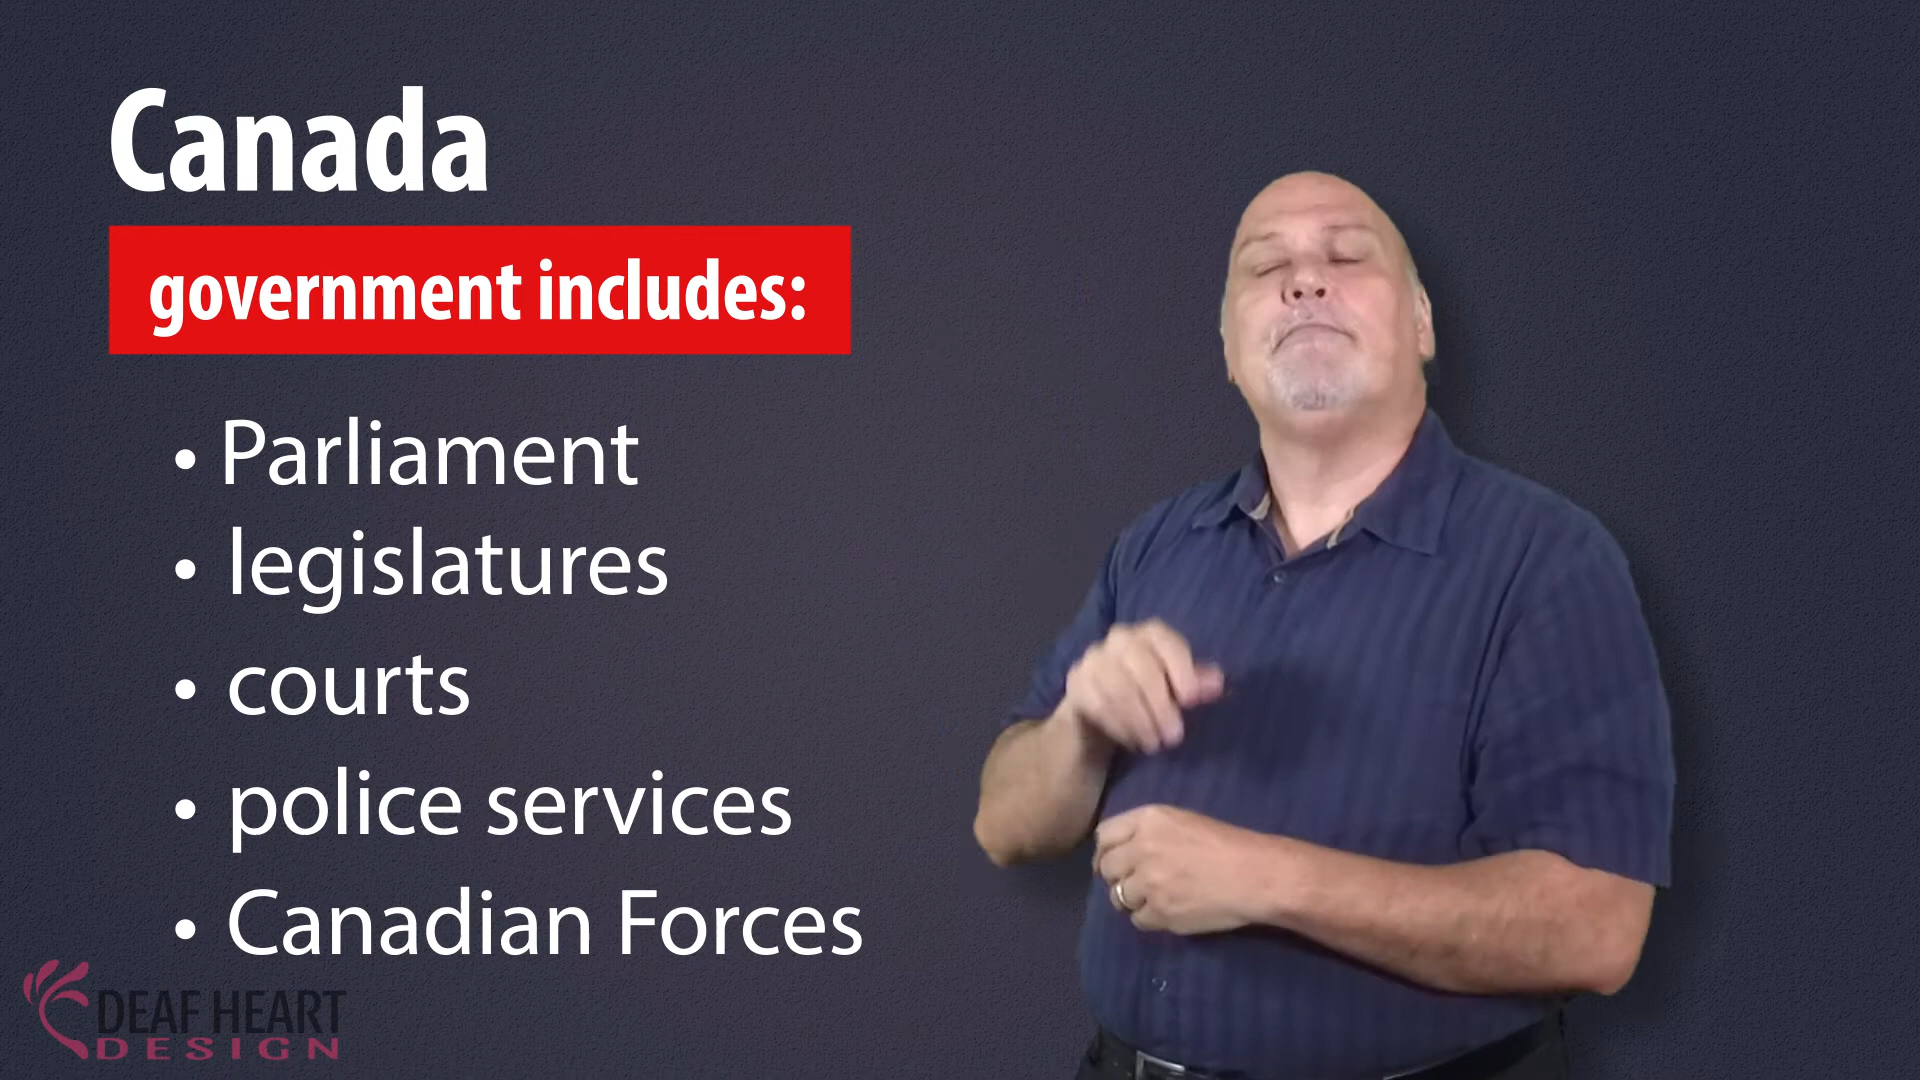 Canada
government includes:
• Parliament
• legislatures
• courts
• police services
• Canadian Forces
DEAF HEART
DESIGN